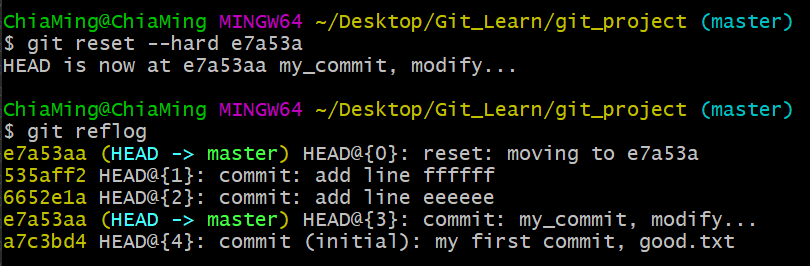 ChiaMing@ChiaMing MINGW64 ~/Desktop/Git_Learn/git_project (master)
$ git reset --hard e7a53a
HEAD is now at e7a53aa my_commit, modify...
ChiaMing@ChiaMing MINGW64 ~/Desktop/Git_Learn/git_project (master)
$ git reflog
e7a53aa (HEAD -> master) HEAD@{0}: reset: moving to e7a53a
535aff2 HEAD@{1}: commit: add line ffffff
6652e1a HEAD@{2}: commit: add line eeeeee
e7a53aa (HEAD -> master) HEAD@{3}: commit: my_commit, modify...
a7c3bd4 HEAD@{4}: commit (initial): my first commit, good.txt